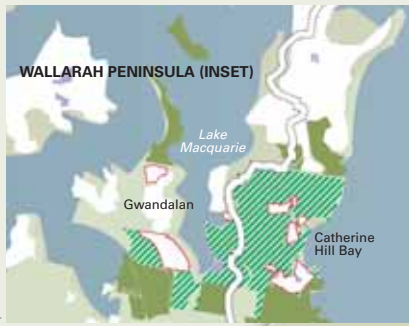 WALLARAH PENINSULA (INSET)
Lake
Macquarie
Gwandalan
Catherine
Hill Bay